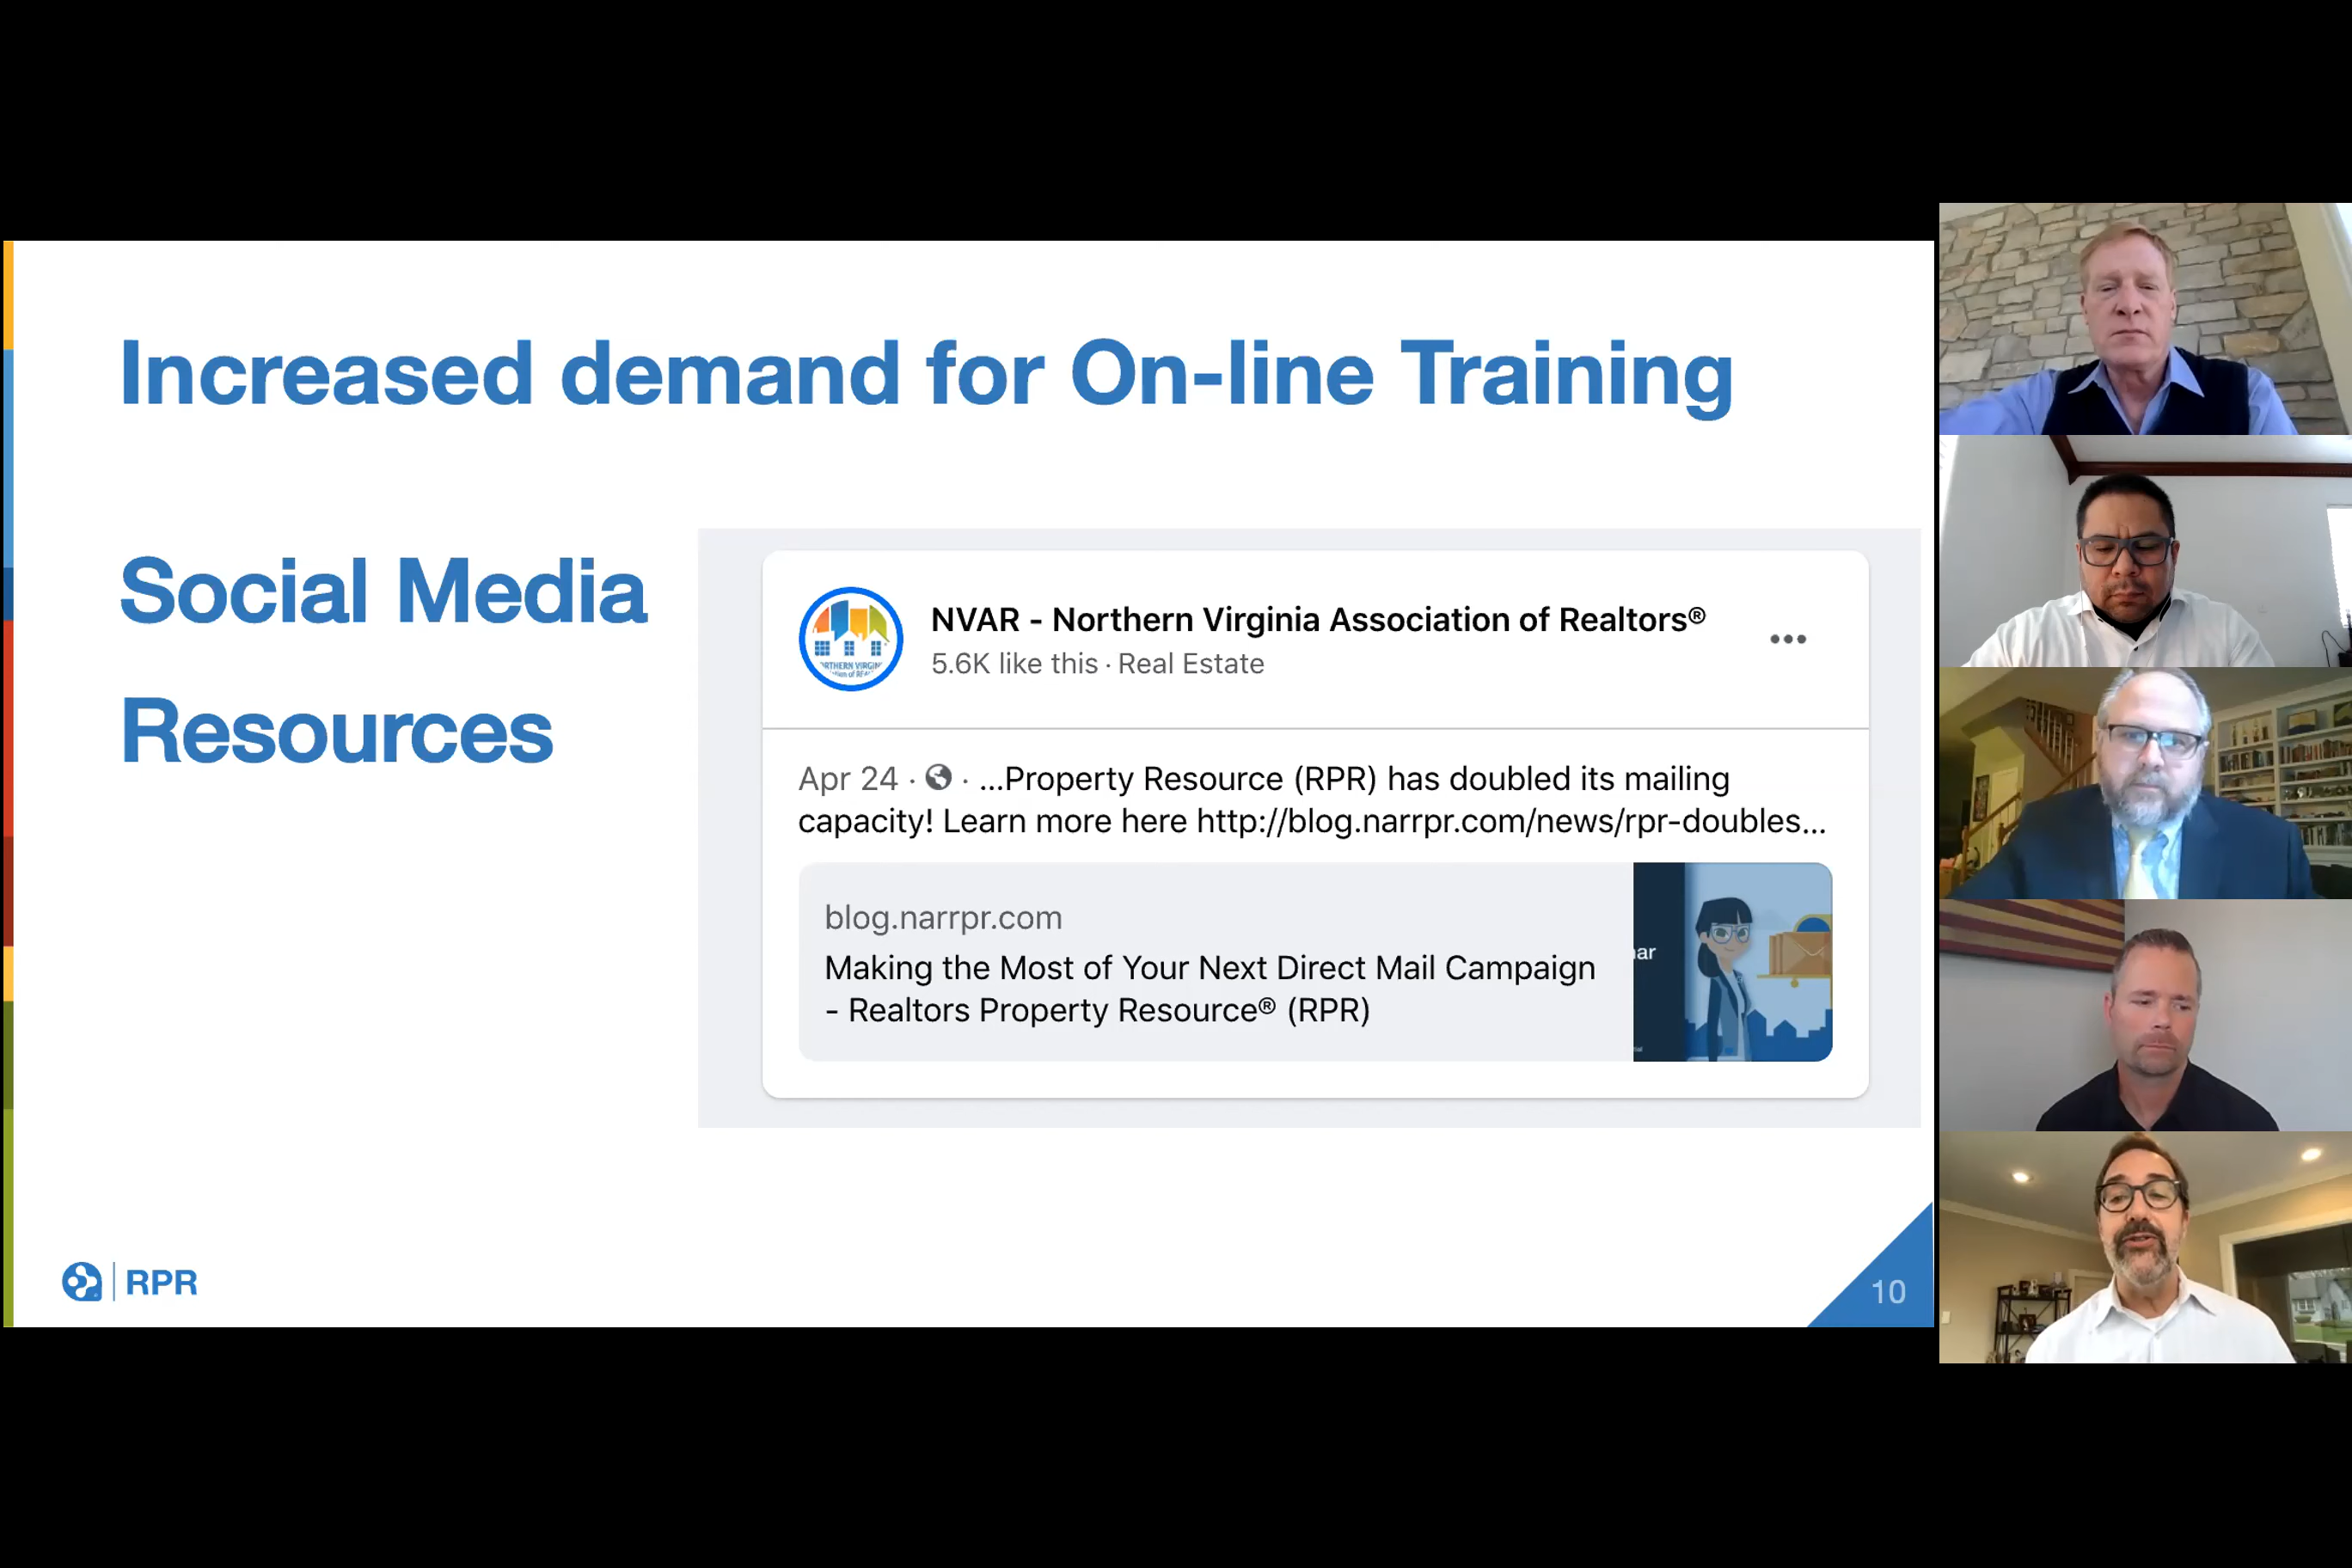 Increased demand for On-line Training
Social Media
Resources
NVAR - Northern Virginia Association of Realtors®
5.6K like this · Real Estate
RTHERN VIRGIN
Apr 24 · · ...Property Resource (RPR) has doubled its mailing
capacity! Learn more here http://blog.narrpr.com/news/rpr-doubles...
blog.narrpr.com
Making the Most of Your Next Direct Mail Campaign
- Realtors Property Resource® (RPR)
ar
RPR
10